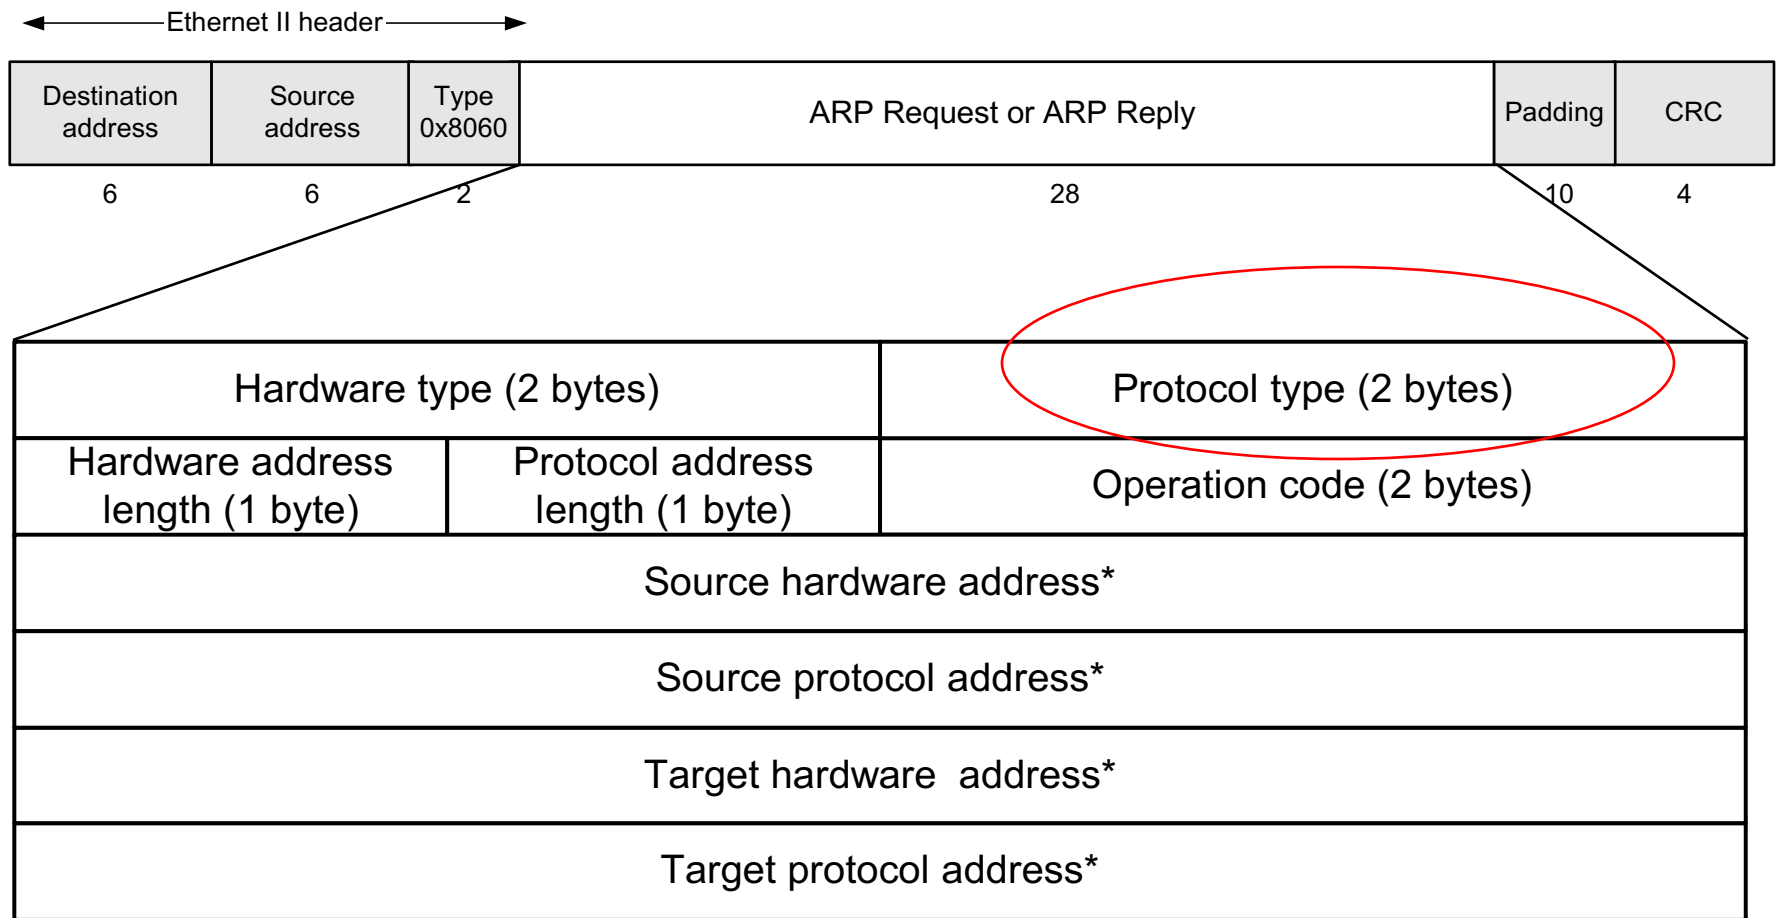 Ethernet II header
Destination
address
Source
address
Type
0x8060
ARP Request or ARP Reply
Padding
CRC
6
6
2
28
10
4
Hardware type (2 bytes)
Protocol type (2 bytes)
Hardware address
length (1 byte)
Protocol address
length (1 byte)
Operation code (2 bytes)
Source hardware address*
Source protocol address*
Target hardware  address*
Target protocol address*